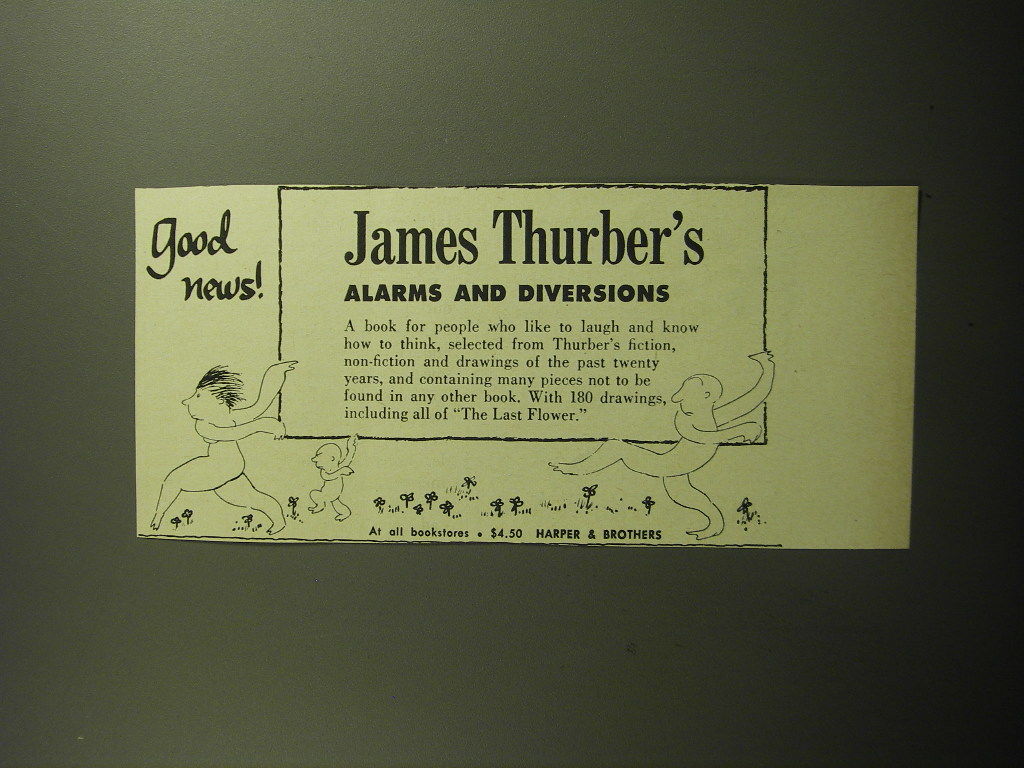 Good
news!
James Thurber's
ALARMS AND DIVERSIONS
A book for people who like to laugh and know
how to think, selected from Thurber's fiction,
non-fiction and drawings of the past twenty
years, and containing many pieces not to be
found in any other book. With 180 drawings,
including all of "The Last Flower."
At all bookstores • $4.50 HARPER & BROTHERS